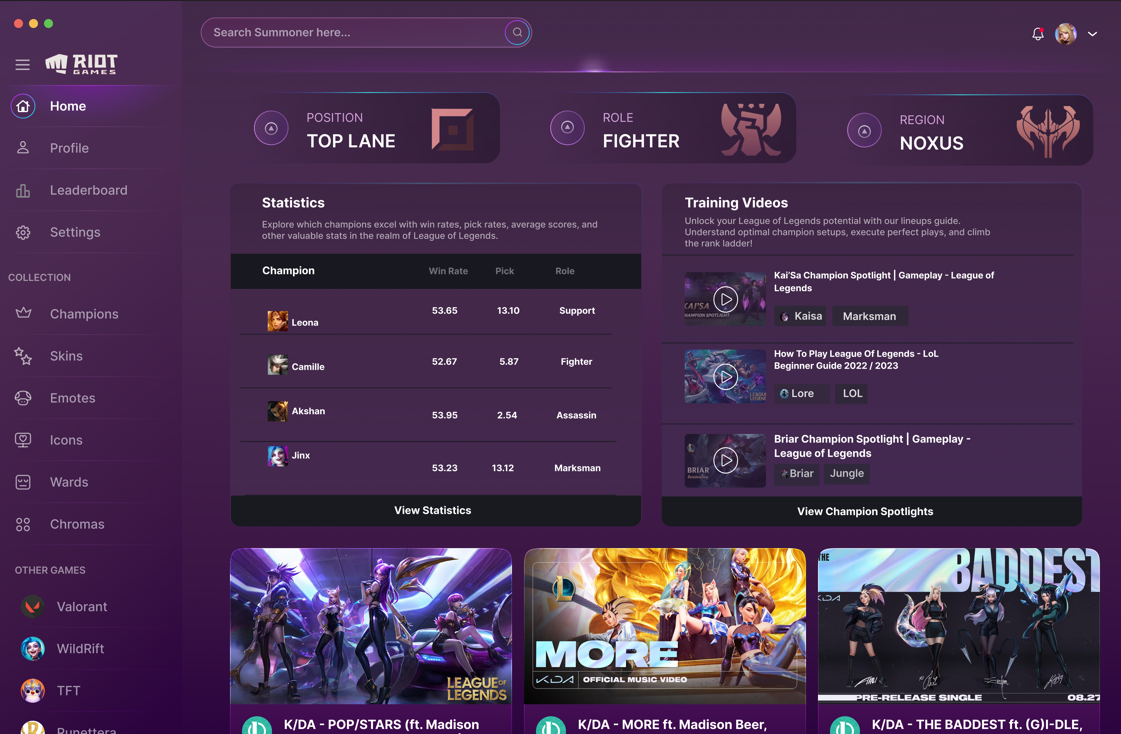 Search Summoner here...
RIOT
GAMES
Home
Profile
Leaderboard
Settings
COLLECTION
Champions
Skins
Emotes
Icons
Wards
Chromas
OTHER GAMES
Valorant
WildRift
TFT
Runettera
POSITION
TOP LANE
ROLE
FIGHTER
REGION
NOXUS
Statistics
Explore which champions excel with win rates, pick rates, average scores, and
other valuable stats in the realm of League of Legends.
Champion Win Rate Pick Role
Leona 53.65 13.10 Support
Camille 52.67 5.87 Fighter
Akshan 53.95 2.54 Assassin
Jinx 53.23 13.12 Marksman
View Statistics
Training Videos
Unlock your League of Legends potential with our lineups guide.
Understand optimal champion setups, execute perfect plays, and climb
the rank ladder!
KAI'SA
CHAMPION SPOTLIGHT
Kai'Sa Champion Spotlight | Gameplay - League of
Legends
Kaisa Marksman
LEAGUE
LEGENDS
How To Play League Of Legends - LoL
Beginner Guide 2022 / 2023
Lore LOL
BRIAR
Briar Champion Spotlight | Gameplay -
League of Legends
Briar Jungle
View Champion Spotlights
LEAGUE OF
LEGENDS
K/DA - POP/STARS (ft. Madison
L
MORE
K/DA OFFICIAL MUSIC VIDEO
K/DA - MORE ft. Madison Beer,
THE BADDEST
K/DA
PRE-RELEASE SINGLE 08.27
K/DA - THE BADDEST ft. (G)I-DLE,